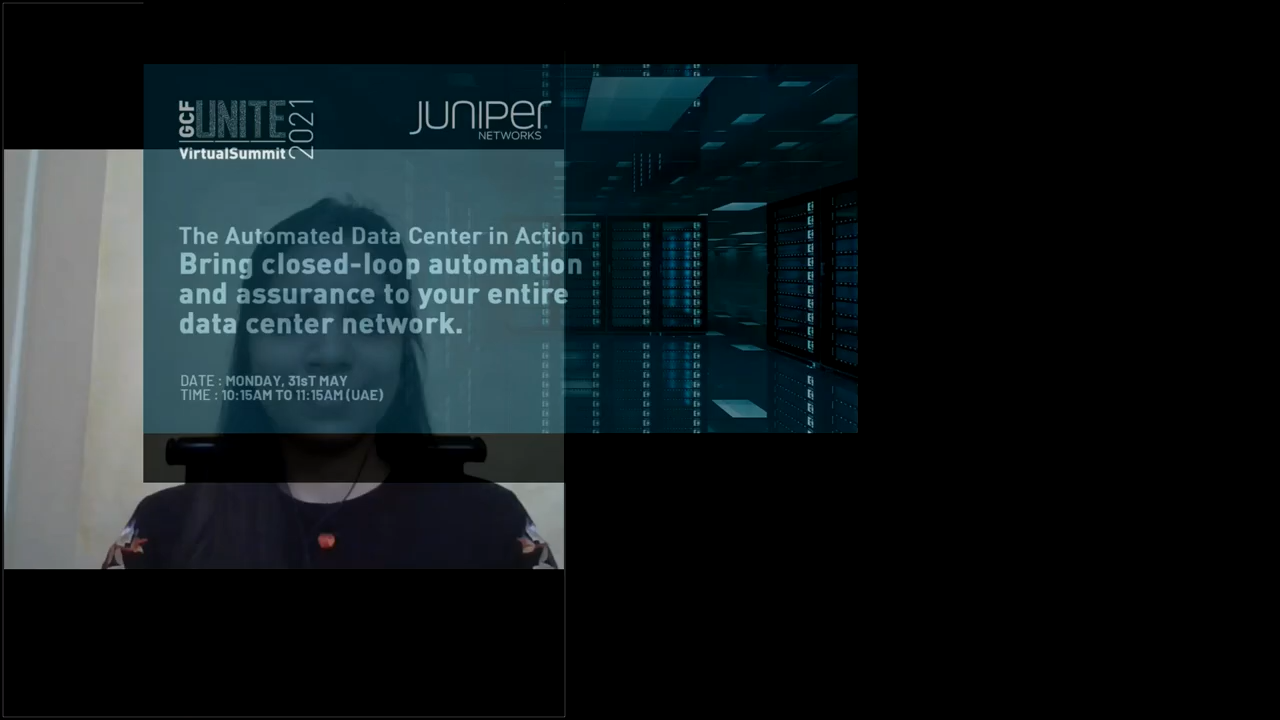 GCF UNITE 2021
VirtualSummit
JUNIPER
NETWORKS
The Automated Data Center in Action
Bring closed-loop automation
and assurance to your entire
data center network.
DATE : MONDAY, 31sT MAY
TIME : 10:15AM TO 11:15AM (UAE)